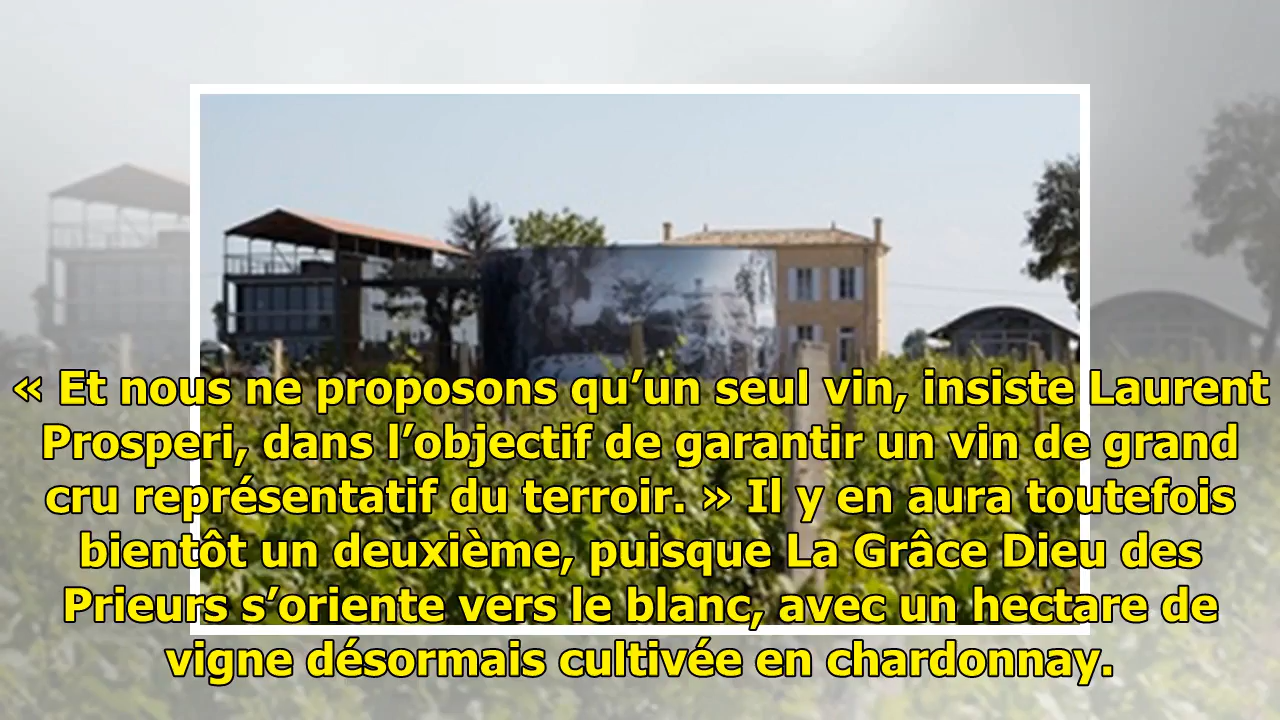 « Et nous ne proposons qu’un seul vin, insiste Laurent
Prosperi, dans l’objectif de garantir un vin de grand
cru représentatif du terroir. » Il y en aura toutefois
bientôt un deuxième, puisque La Grâce Dieu des
Prieurs s’oriente vers le blanc, avec un hectare de
vigne désormais cultivée en chardonnay.